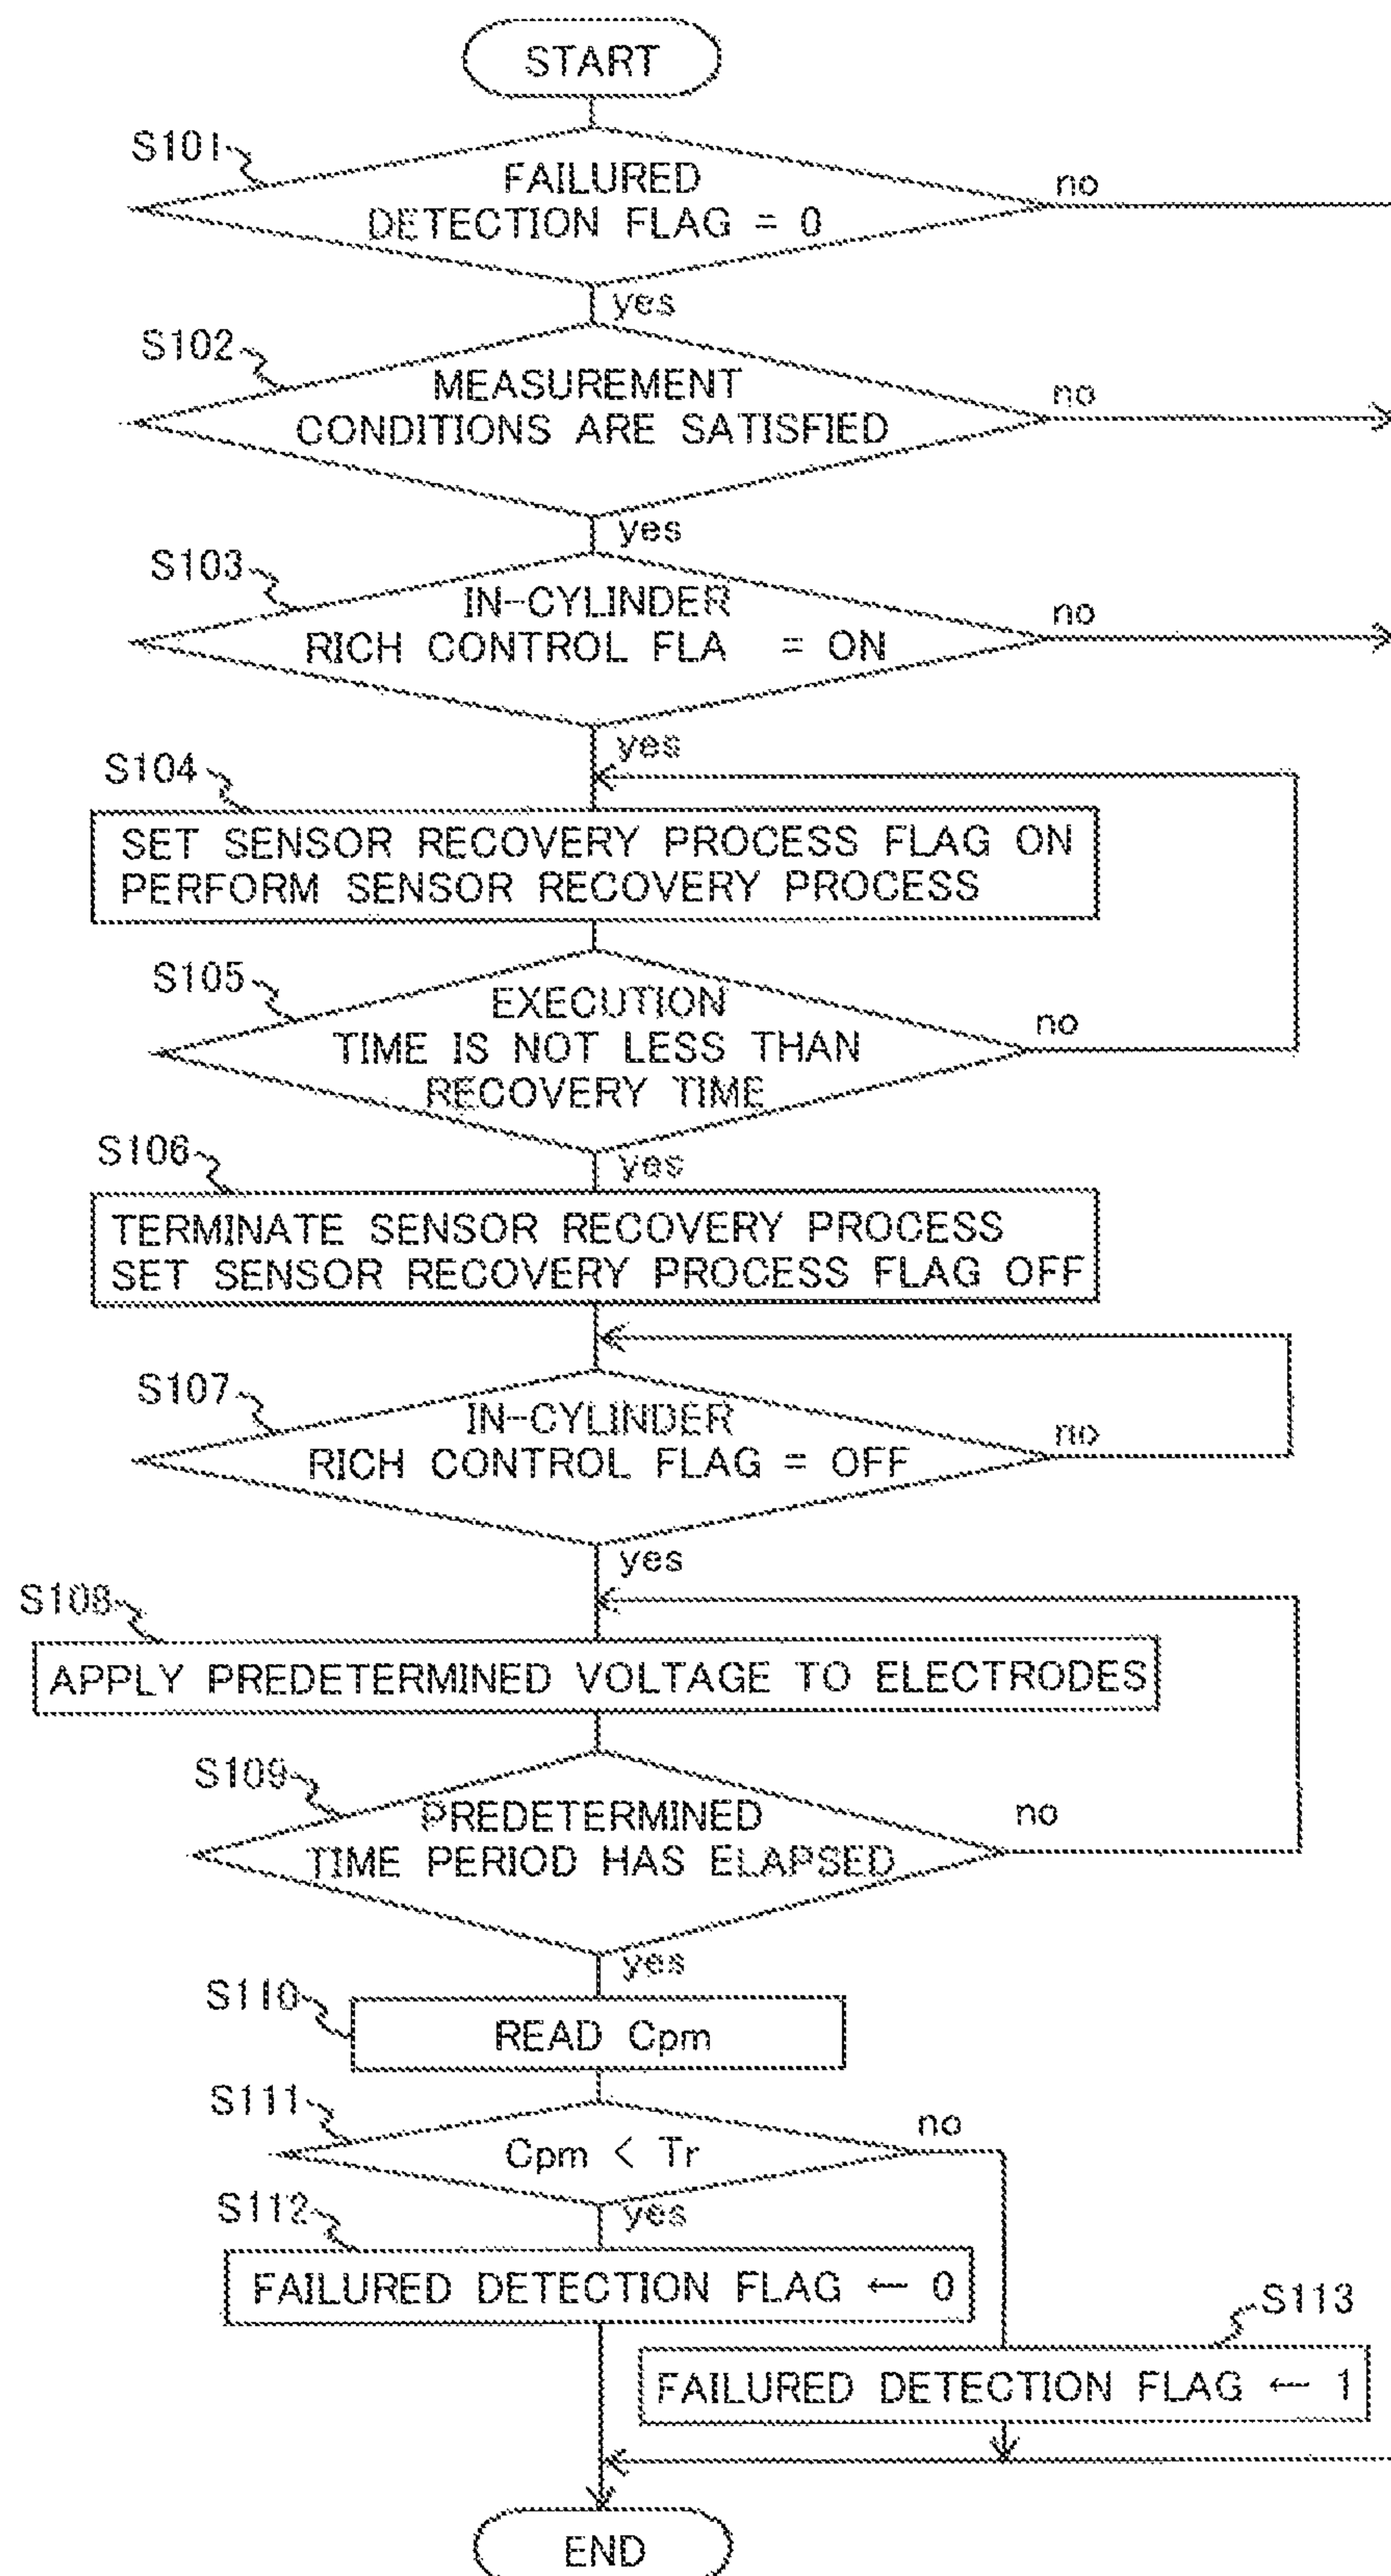 START
S101
FAILURED
DETECTION FLAG = 0
no
yes
S102
MEASUREMENT
CONDITIONS ARE SATISFIED
no
yes
S103
IN-CYLINDER
RICH CONTROL FLA = ON
no
yes
S104
SET SENSOR RECOVERY PROCESS FLAG ON
PERFORM SENSOR RECOVERY PROCESS
S105
EXECUTION
TIME IS NOT LESS THAN
RECOVERY TIME
no
yes
S106
TERMINATE SENSOR RECOVERY PROCESS
SET SENSOR RECOVERY PROCESS FLAG OFF
S107
IN-CYLINDER
RICH CONTROL FLAG = OFF
no
yes
S108
APPLY PREDETERMINED VOLTAGE TO ELECTRODES
S109
PREDETERMINED
TIME PERIOD HAS ELAPSED
no
yes
S110
READ Cpm
S111
Cpm < Tr
no
yes
S112
FAILURED DETECTION FLAG ← 0
S113
FAILURED DETECTION FLAG ← 1
END